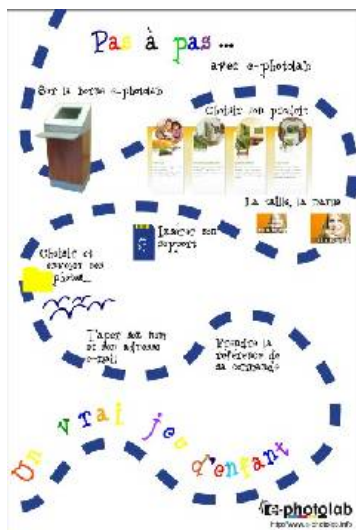 Pas à pas...
avec e-photolab
Sur la borne e-photolab
Choisir son produit
La taille, la marie
Insérer son
support
Choisir et
envoyer ses
photos...
Taper son nom
et son adresse
e-mail
Prendre la
référence de
sa commande
Un vrai jeu d'enfant
e-photolab